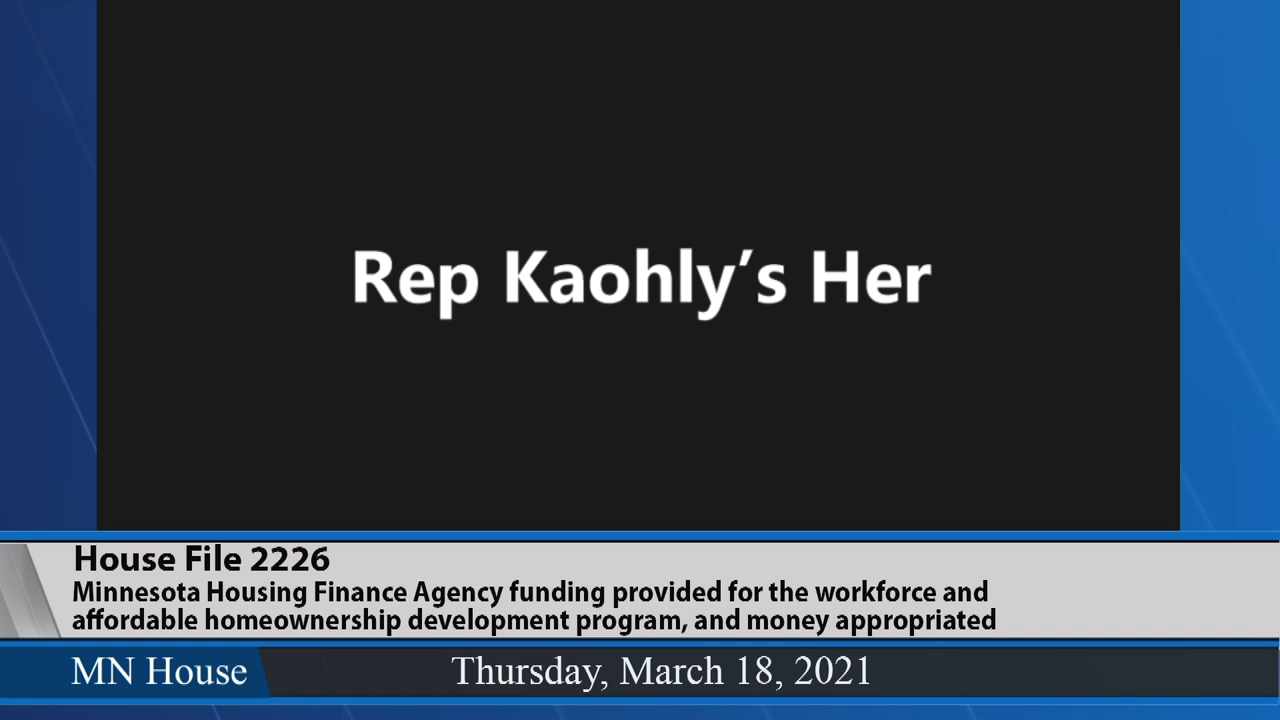 Rep Kaohly’s Her
House File 2226
Minnesota Housing Finance Agency funding provided for the workforce and
affordable homeownership development program, and money appropriated
MN House
Thursday, March 18, 2021